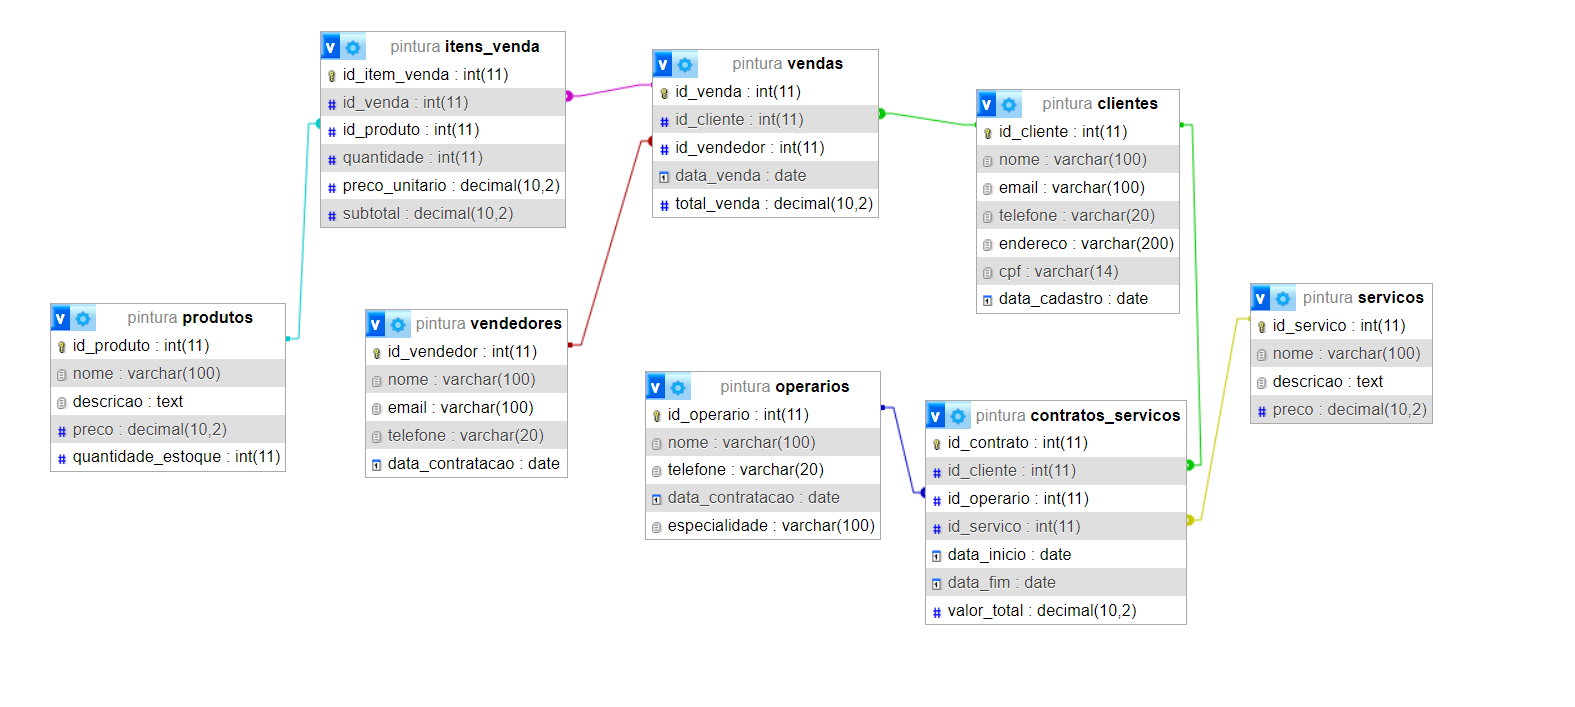 v pintura itens_venda
id_item_venda : int(11)
id_venda : int(11)
id_produto : int(11)
quantidade : int(11)
preco_unitario : decimal(10,2)
subtotal : decimal(10,2)
v pintura vendas
id_venda : int(11)
id_cliente : int(11)
id_vendedor : int(11)
data_venda : date
total_venda : decimal(10,2)
v pintura clientes
id_cliente : int(11)
nome : varchar(100)
email : varchar(100)
telefone : varchar(20)
endereco : varchar(200)
cpf : varchar(14)
data_cadastro : date
v pintura servicos
id_servico : int(11)
nome : varchar(100)
descricao : text
preco : decimal(10,2)
v pintura produtos
id_produto : int(11)
nome : varchar(100)
descricao : text
preco : decimal(10,2)
quantidade_estoque : int(11)
v pintura vendedores
id_vendedor : int(11)
nome : varchar(100)
email : varchar(100)
telefone : varchar(20)
data_contratacao : date
v pintura operarios
id_operario : int(11)
nome : varchar(100)
telefone : varchar(20)
data_contratacao : date
especialidade : varchar(100)
v pintura contratos_servicos
id_contrato : int(11)
id_cliente : int(11)
id_operario : int(11)
id_servico : int(11)
data_inicio : date
data_fim : date
valor_total : decimal(10,2)